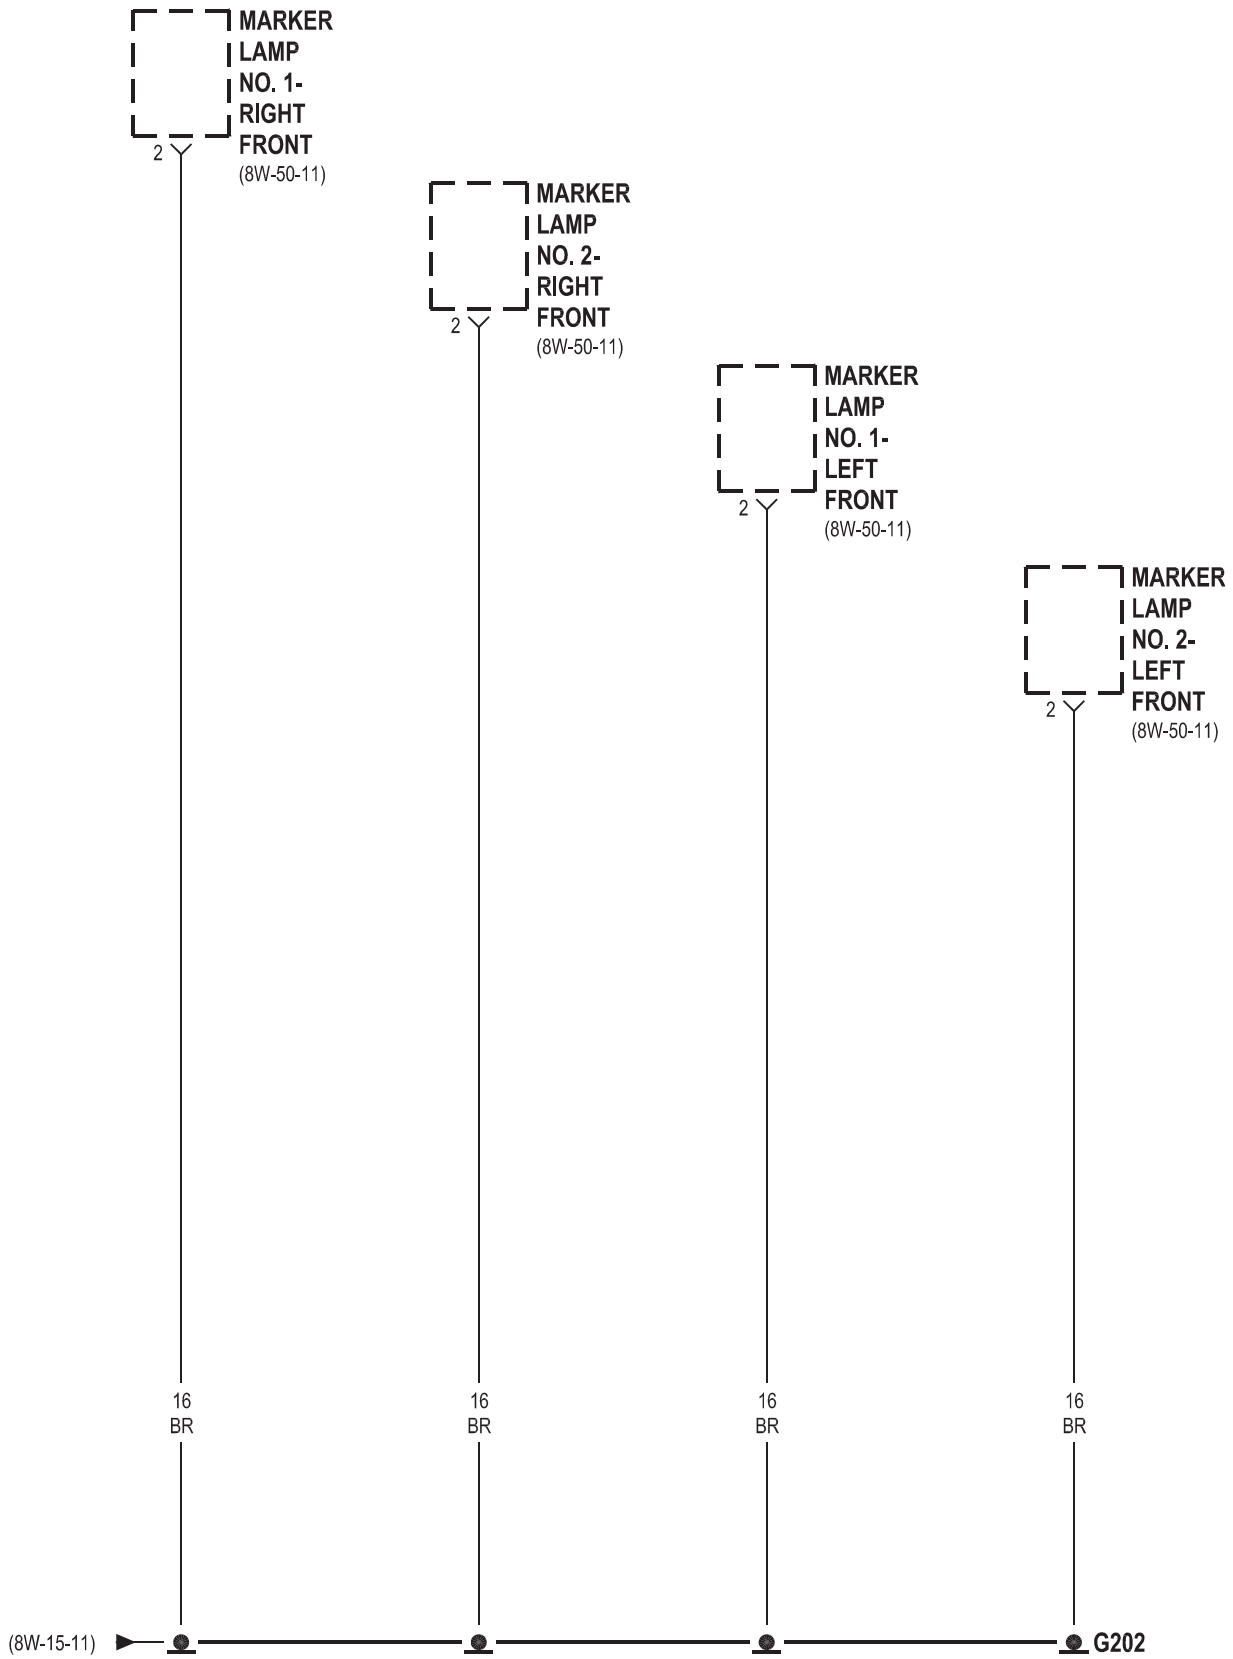 MARKER
LAMP
NO. 1-
RIGHT
FRONT
(8W-50-11)
2
MARKER
LAMP
NO. 2-
RIGHT
FRONT
(8W-50-11)
2
MARKER
LAMP
NO. 1-
LEFT
FRONT
(8W-50-11)
2
MARKER
LAMP
NO. 2-
LEFT
FRONT
(8W-50-11)
2
16
BR
16
BR
16
BR
16
BR
(8W-15-11)
G202